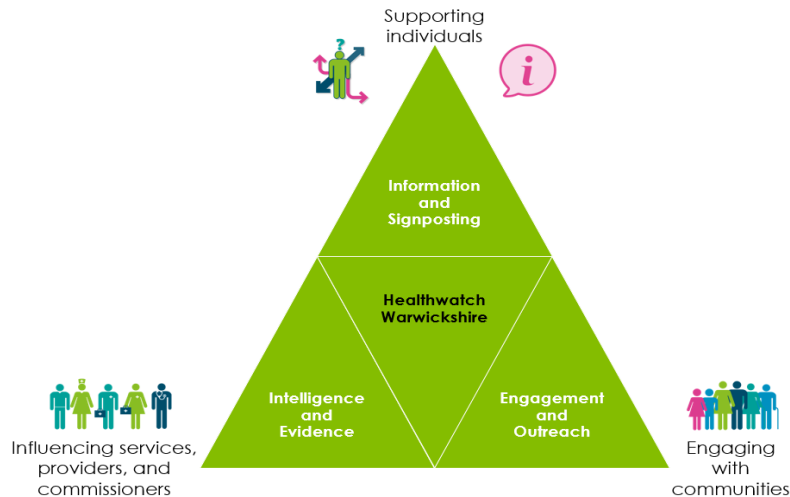 Supporting
individuals
?
i
Information
and
Signposting
Healthwatch
Warwickshire
Intelligence
and
Evidence
Engagement
and
Outreach
Influencing services,
providers, and
commissioners
Engaging
with
communities